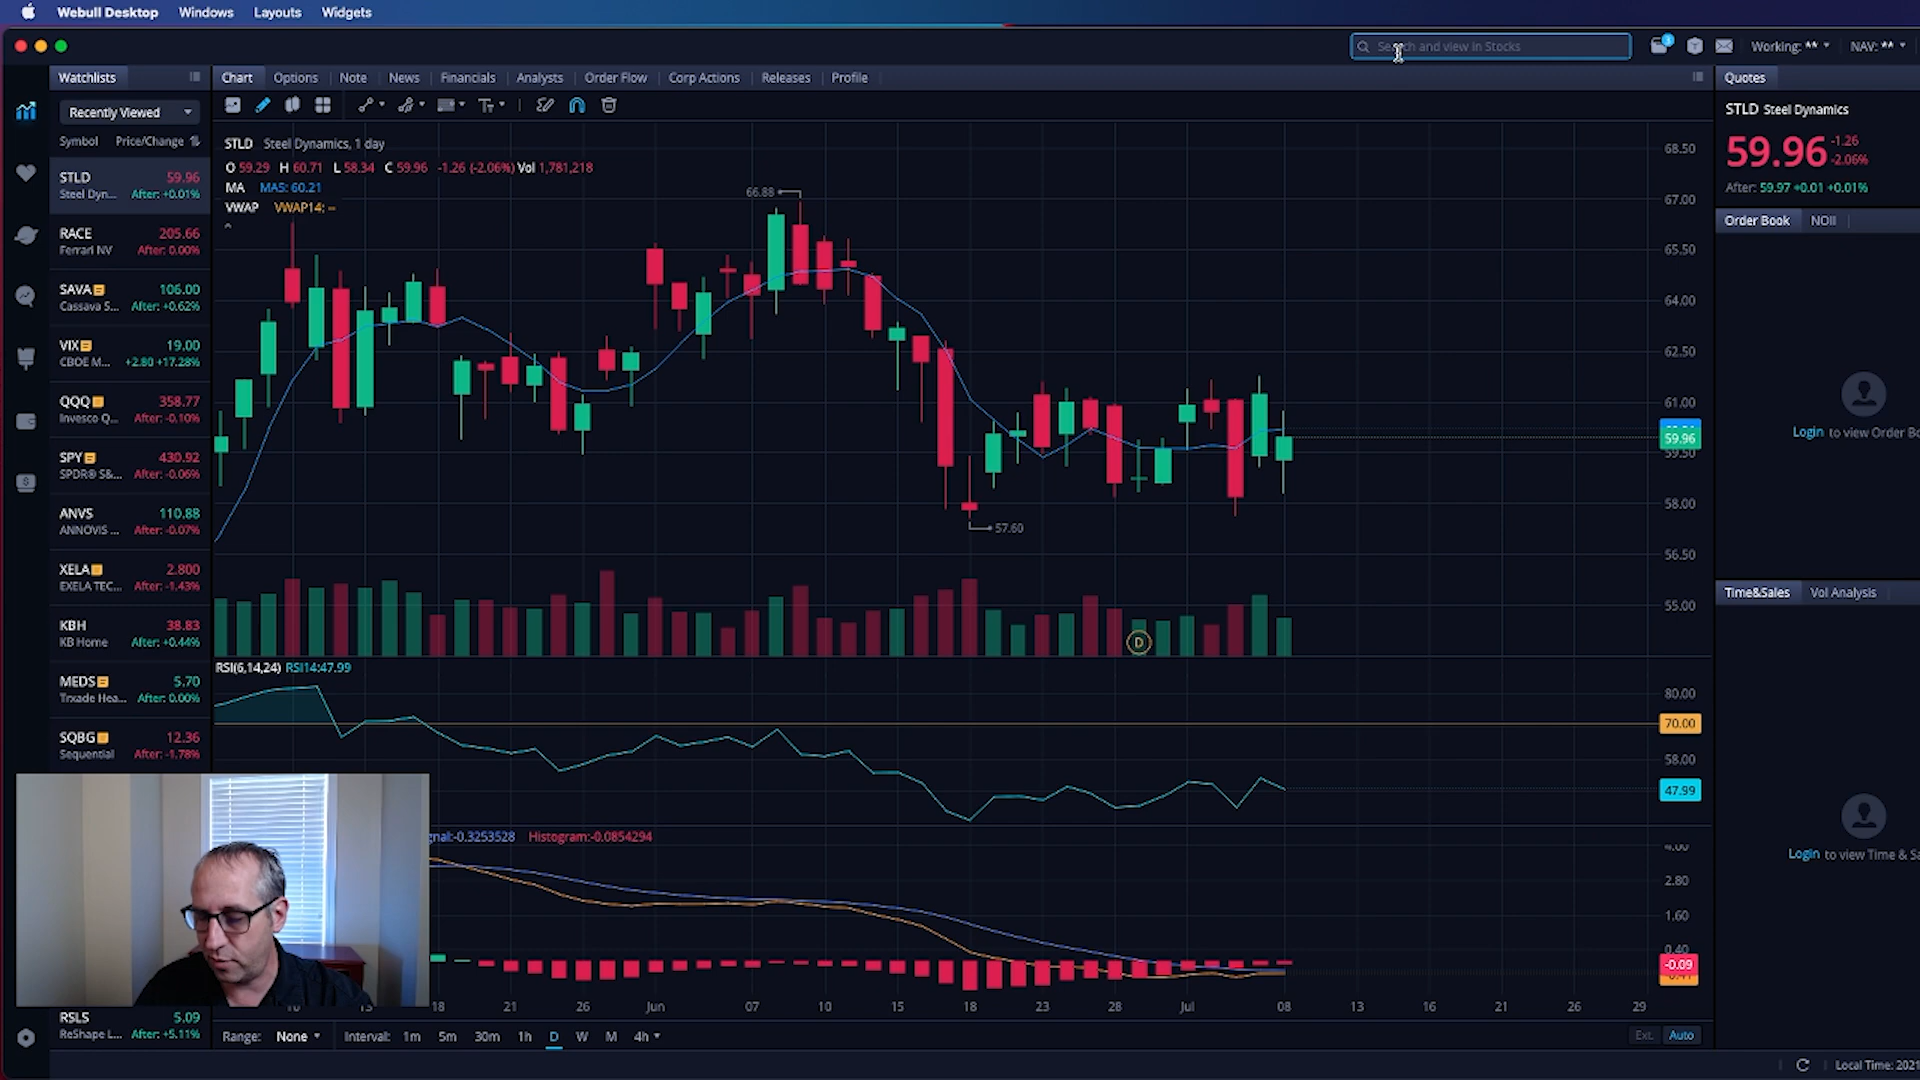 Webull Desktop Windows Layouts Widgets
Working: ** NAV: **
Watchlists
Chart Options Note News Financials Analysts Order Flow Corp Actions Releases Profile
Quotes
Recently Viewed
Symbol Price/Change
STLD 59.96
Steel Dyn... After: +0.01%
RACE 205.66
Ferrari NV After: 0.00%
SAVA 106.00
Cassava S... After: +0.62%
VIX 19.00
CBOE M... +2.80 +17.28%
QQQ 358.77
Invesco Q... After: -0.10%
SPY 430.92
SPDR® S&... After: -0.06%
ANVS 110.88
ANNOVIS ... After: -0.07%
XELA 2.800
EXELA TEC... After: -1.43%
KBH 38.83
KB Home After: +0.44%
MEDS 5.70
Trxade Hea... After: 0.00%
SQBG 12.36
Sequential After: -1.78%
RSLS 5.09
ReShape L... After: +5.11%
STLD Steel Dynamics, 1 day
O 59.29 H 60.71 L 58.34 C 59.96 -1.26 (-2.06%) Vol 1,781,218
MA MA5: 60.21
VWAP VWAP14: --
66.88
57.60
D
68.50
67.00
65.50
64.00
62.50
61.00
59.96
59.50
58.00
56.50
55.00
RSI(6,14,24) RSI14:47.99
80.00
70.00
58.00
47.99
-0.3253528 Histogram:-0.0854294
4.00
2.80
1.60
0.40
-0.09
18 21 26 Jun 07 10 15 18 23 28 Jul 08 13 16 21 26 29
Range: None Interval: 1m 5m 30m 1h D W M 4h
Ext. Auto
STLD Steel Dynamics
59.96 -1.26
-2.06%
After: 59.97 +0.01 +0.01%
Order Book NOII
Login to view Order
Time&Sales Vol Analysis
Login to view Time &
Local Time: 2021